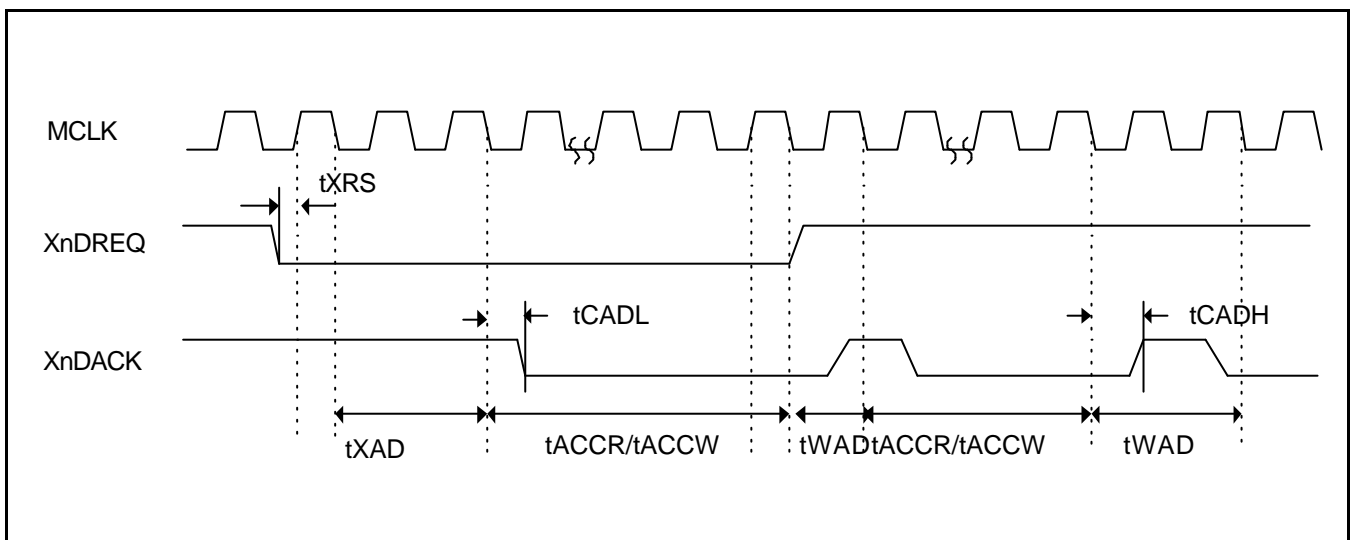 MCLK
tXRS
XnDREQ
tCADL
tCADH
XnDACK
tXAD
tACCR/tACCW
tWAD
tACCR/tACCW
tWAD